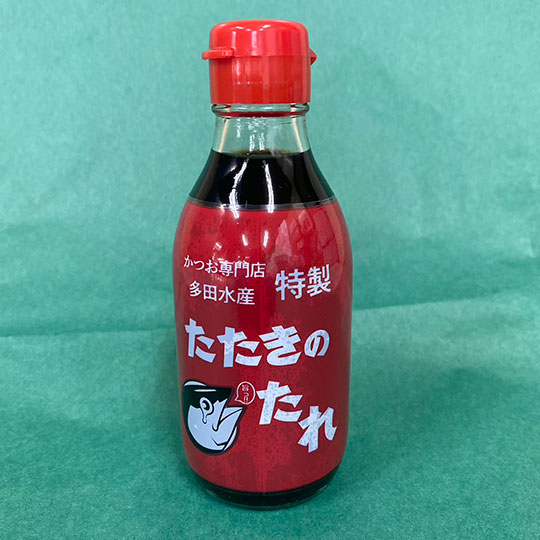 かつお専門店
多田水産
特製
たたきの
たれ